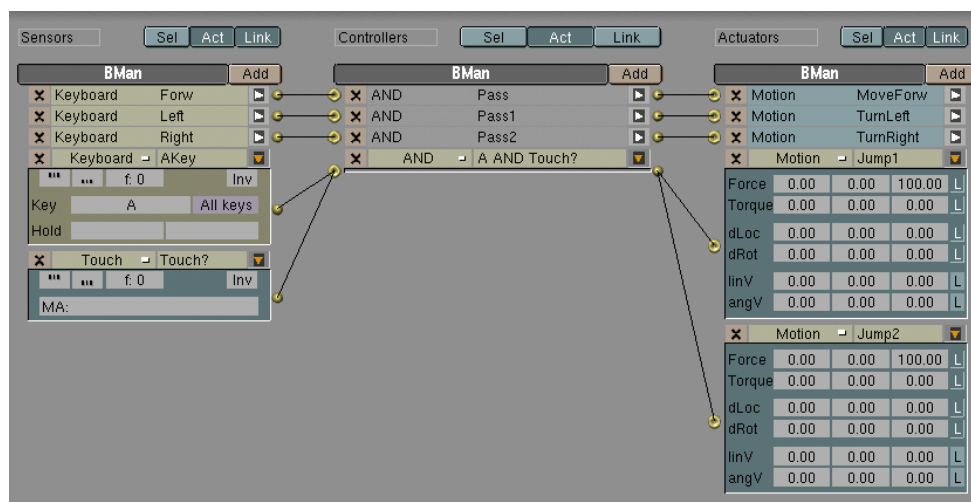 Sensors Sel Act Link Controllers Sel Act Link Actuators Sel Act Link
BMan Add BMan Add BMan Add
X Keyboard Forw X AND Pass X Motion MoveForw
X Keyboard Left X AND Pass1 X Motion TurnLeft
X Keyboard Right X AND Pass2 X Motion TurnRight
X Keyboard AKey X AND A AND Touch? X Motion Jump1
f: 0 Inv
Key A All keys
Hold
X Touch Touch?
f: 0 Inv
MA:
Force 0.00 0.00 100.00 L
Torque 0.00 0.00 0.00 L
dLoc 0.00 0.00 0.00 L
dRot 0.00 0.00 0.00 L
linV 0.00 0.00 0.00 L
angV 0.00 0.00 0.00 L
X Motion Jump2
Force 0.00 0.00 100.00 L
Torque 0.00 0.00 0.00 L
dLoc 0.00 0.00 0.00 L
dRot 0.00 0.00 0.00 L
linV 0.00 0.00 0.00 L
angV 0.00 0.00 0.00 L